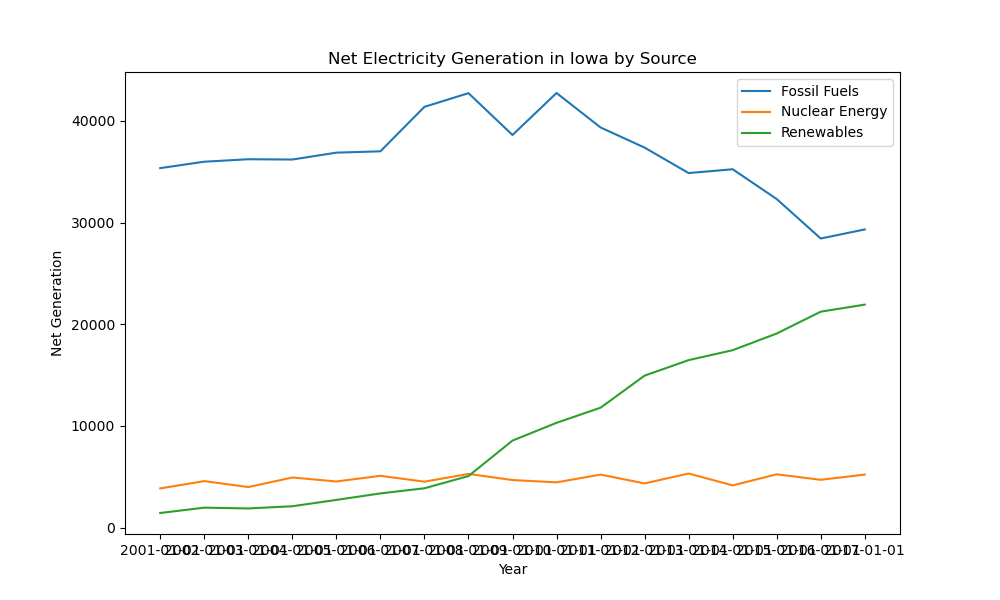 Net Electricity Generation in Iowa by Source
Fossil Fuels
Nuclear Energy
Renewables
40000
30000
20000
10000
0
Net Generation
2001-01-01 2002-01-01 2003-01-01 2004-01-01 2005-01-01 2006-01-01 2007-01-01 2008-01-01 2009-01-01 2010-01-01 2011-01-01 2012-01-01 2013-01-01 2014-01-01 2015-01-01 2016-01-01 2017-01-01
Year